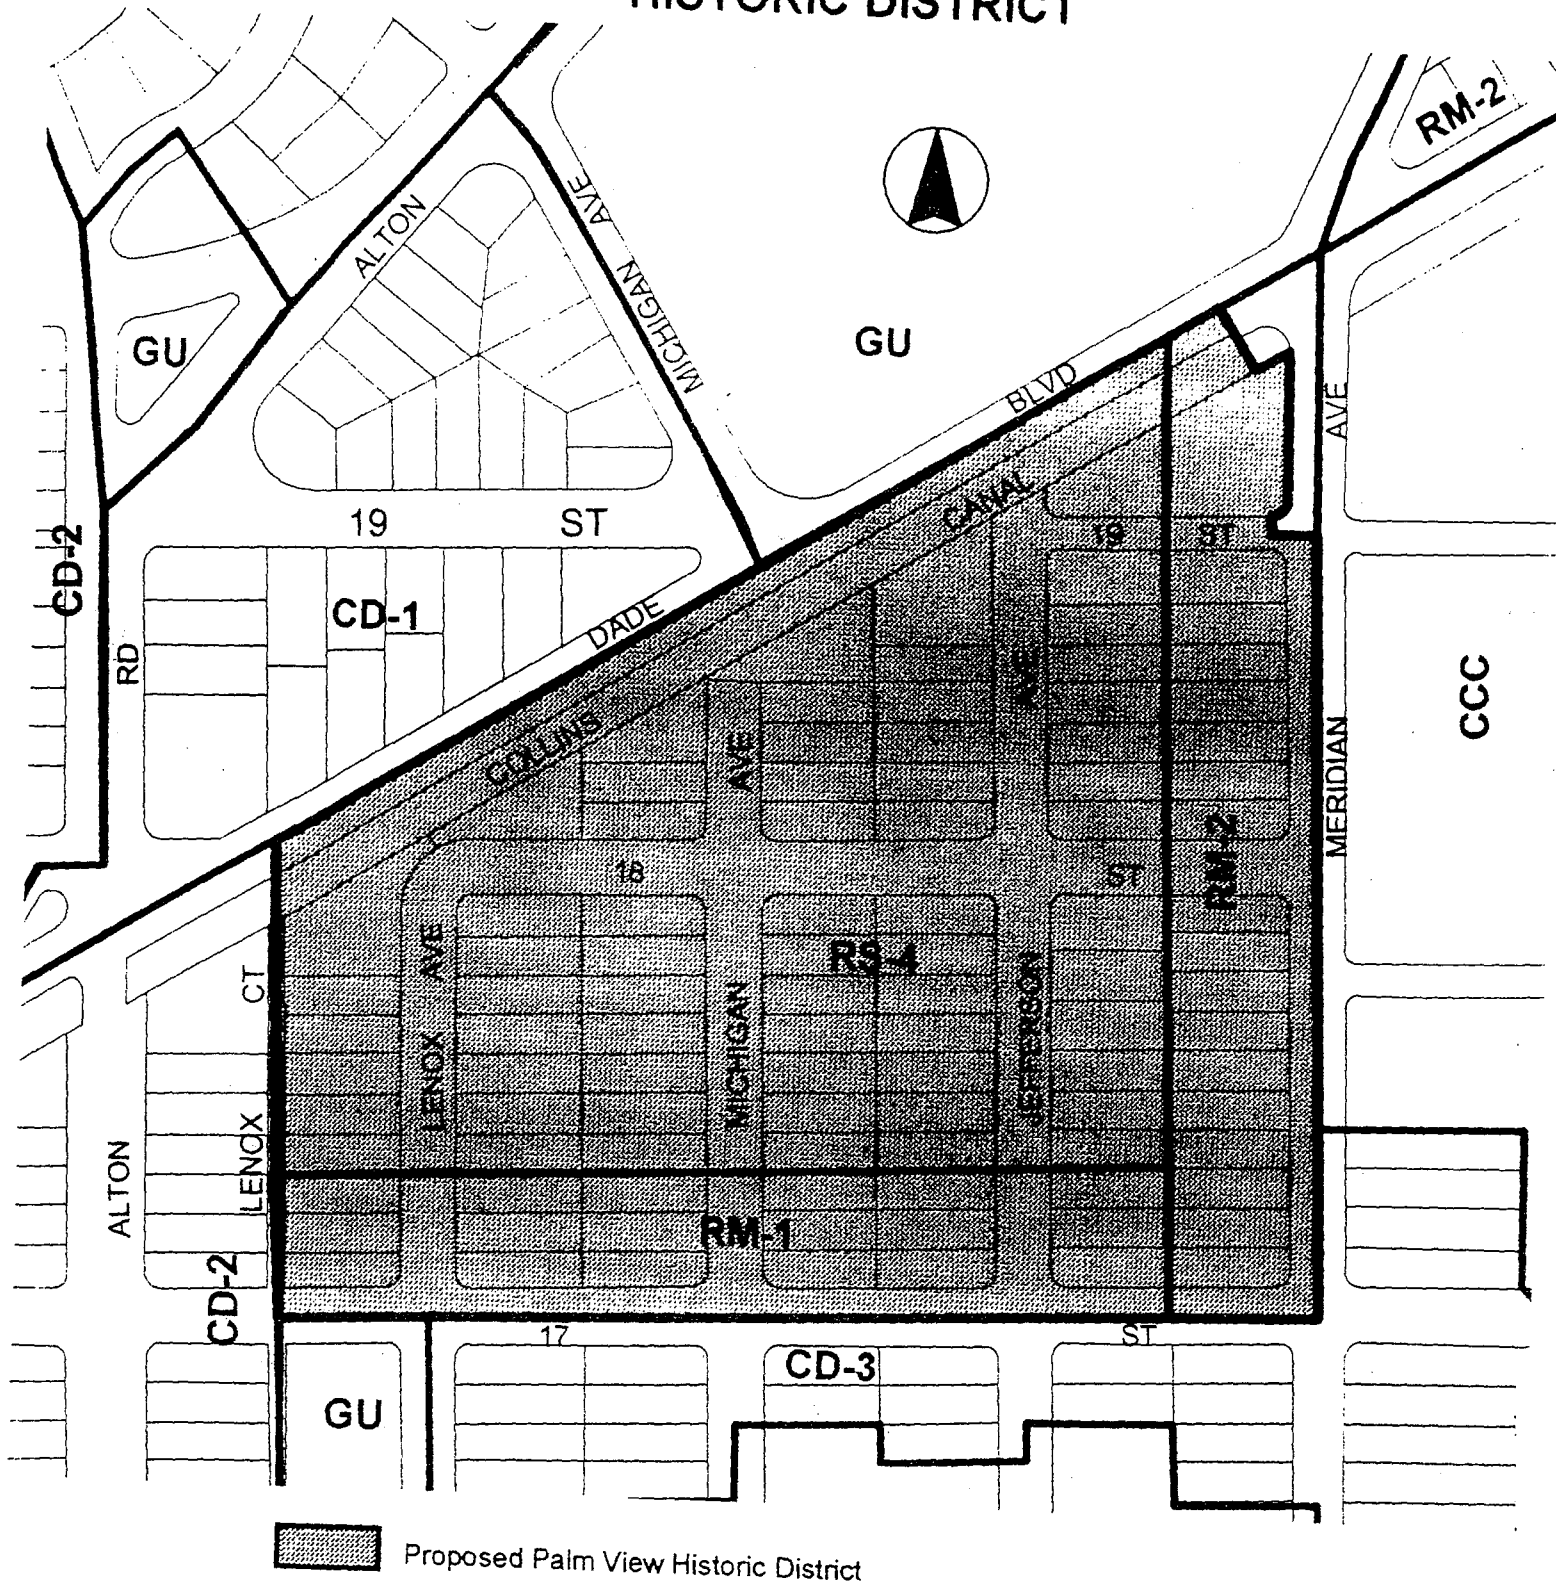 HISTORIC DISTRICT
RM-2
ALTON
MICHIGAN AVE
GU
GU
BLVD
AVE
CANAL
19 ST
19 ST
CD-2
CD-1
DADE
RD
AVE
CCC
COLLINS
AVE
MERIDIAN
RM-2
18 ST
RS-4
LENOX AVE
CT
MICHIGAN
JEFFERSON
LENOX
ALTON
RM-1
CD-2
17 ST
CD-3
GU
Proposed Palm View Historic District